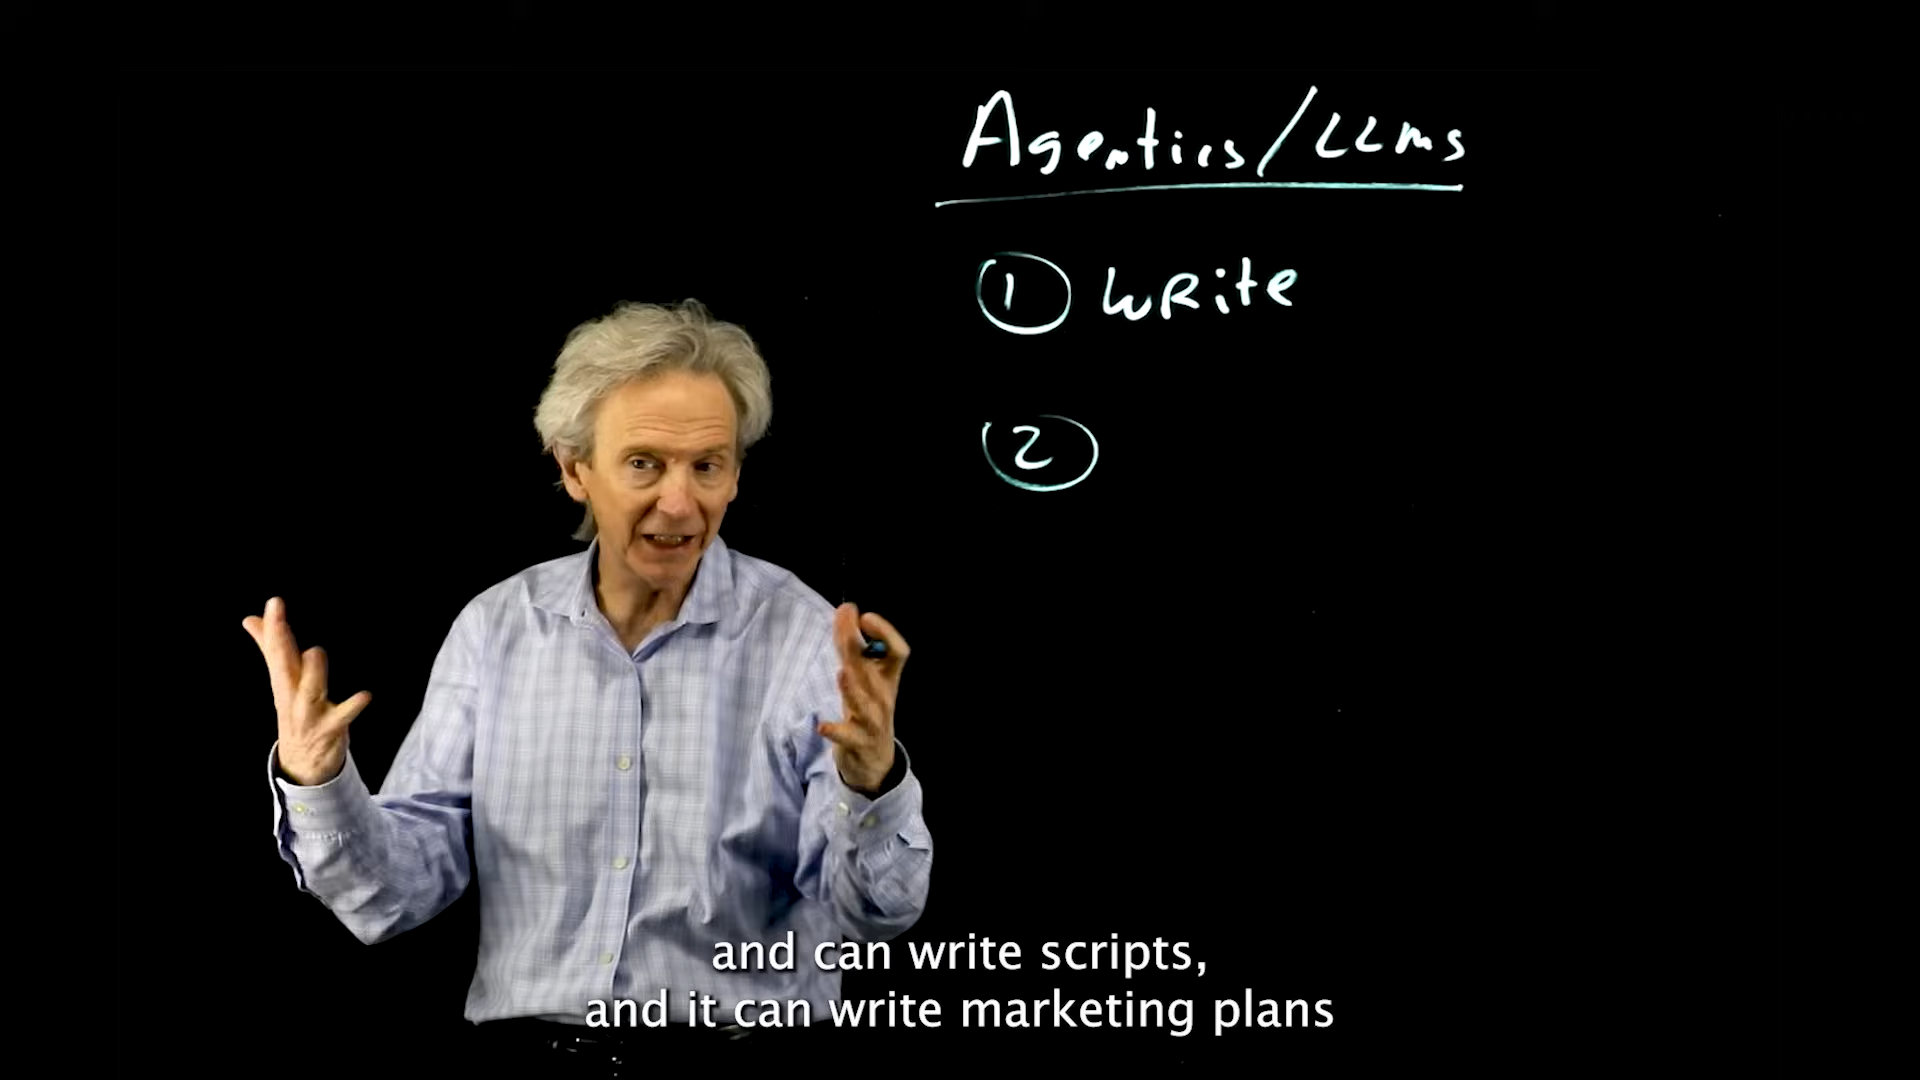 Agentics/LLMs
1 Write
2
and can write scripts,
and it can write marketing plans